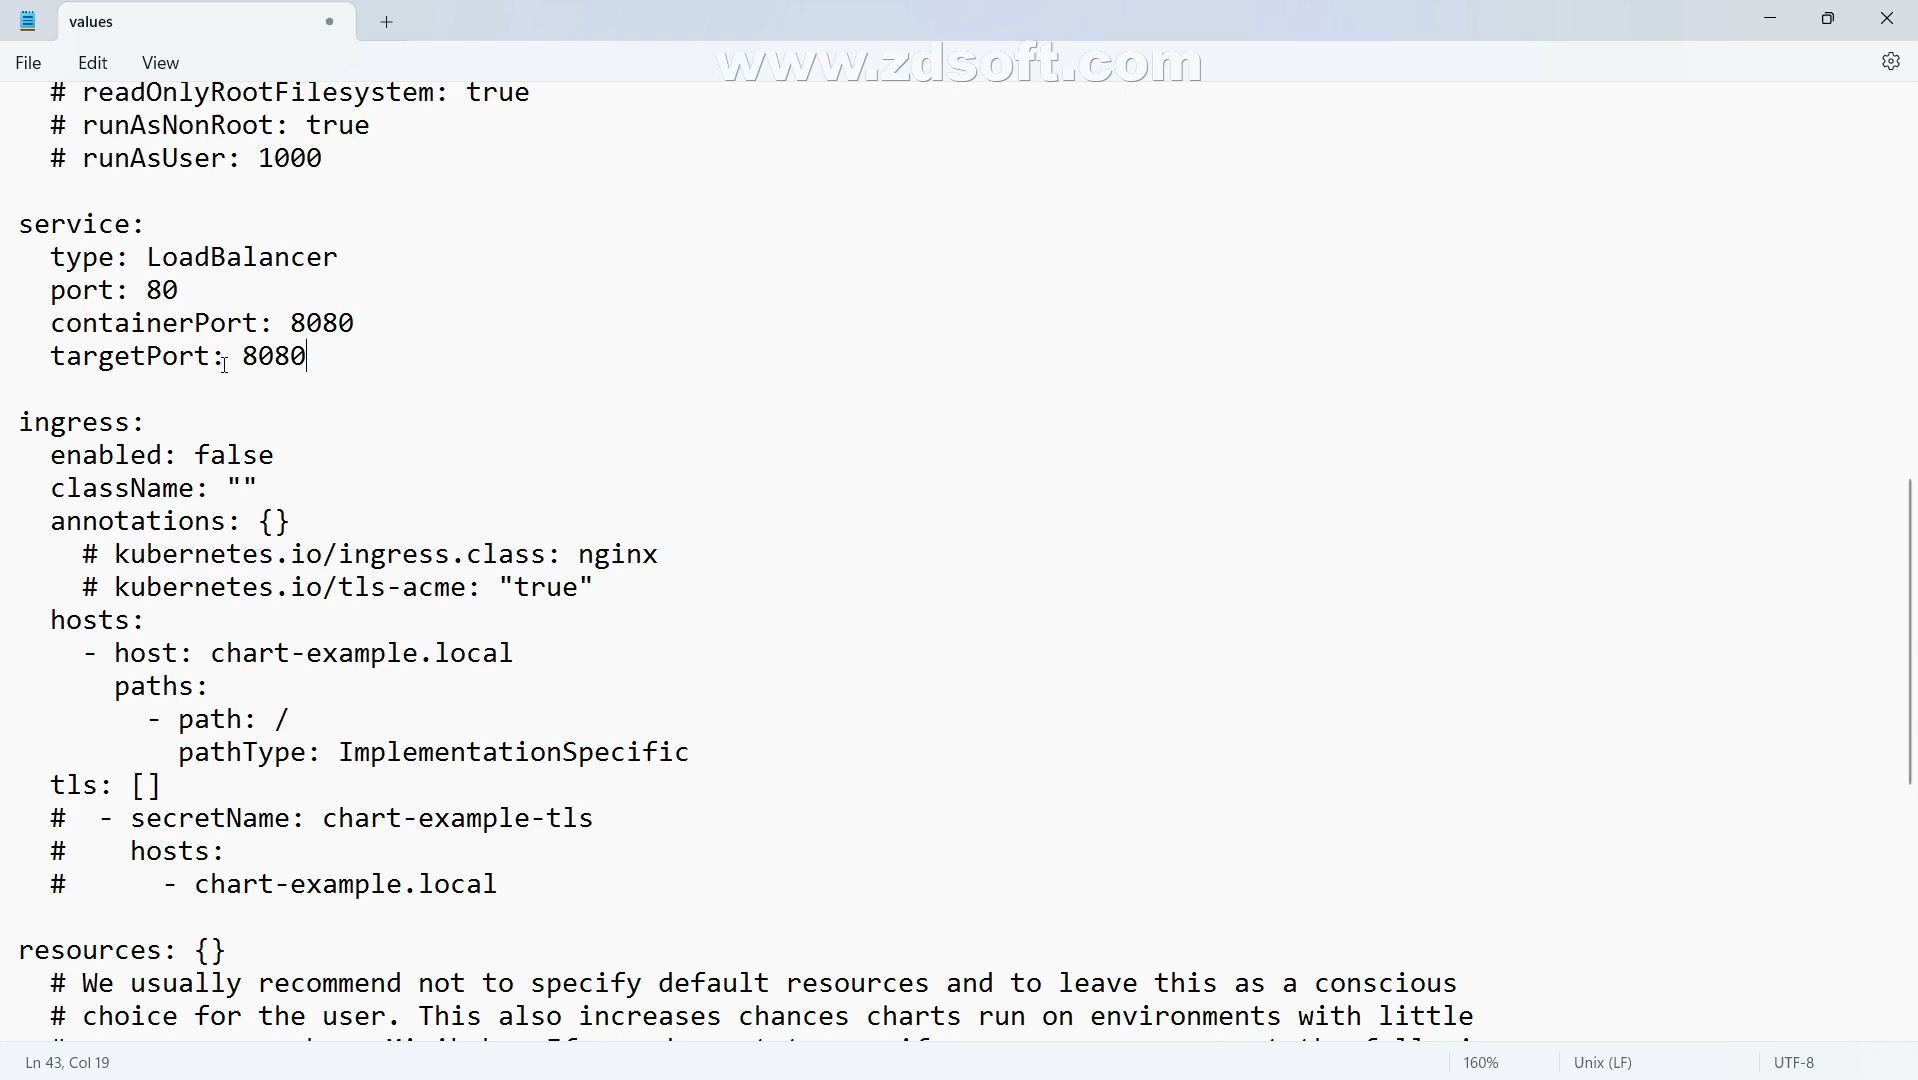 values
File Edit View
www.zdsoft.com
# readOnlyRootFilesystem: true
# runAsNonRoot: true
# runAsUser: 1000
service:
type: LoadBalancer
port: 80
containerPort: 8080
targetPort: 8080
ingress:
enabled: false
className: ""
annotations: {}
# kubernetes.io/ingress.class: nginx
# kubernetes.io/tls-acme: "true"
hosts:
- host: chart-example.local
paths:
- path: /
pathType: ImplementationSpecific
tls: []
# - secretName: chart-example-tls
# hosts:
# - chart-example.local
resources: {}
# We usually recommend not to specify default resources and to leave this as a conscious
# choice for the user. This also increases chances charts run on environments with little
Ln 43, Col 19 160% Unix (LF) UTF-8